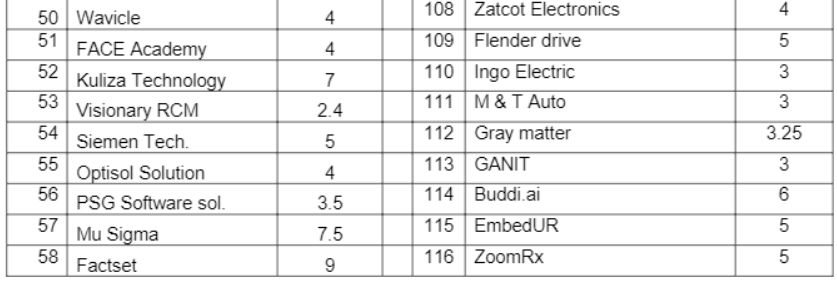 50 Wavicle 4 108 Zatcot Electronics 4
51 FACE Academy 4 109 Flender drive 5
52 Kuliza Technology 7 110 Ingo Electric 3
53 Visionary RCM 2.4 111 M & T Auto 3
54 Siemen Tech. 5 112 Gray matter 3.25
55 Optisol Solution 4 113 GANIT 3
56 PSG Software sol. 3.5 114 Buddi.ai 6
57 Mu Sigma 7.5 115 EmbedUR 5
58 Factset 9 116 ZoomRx 5